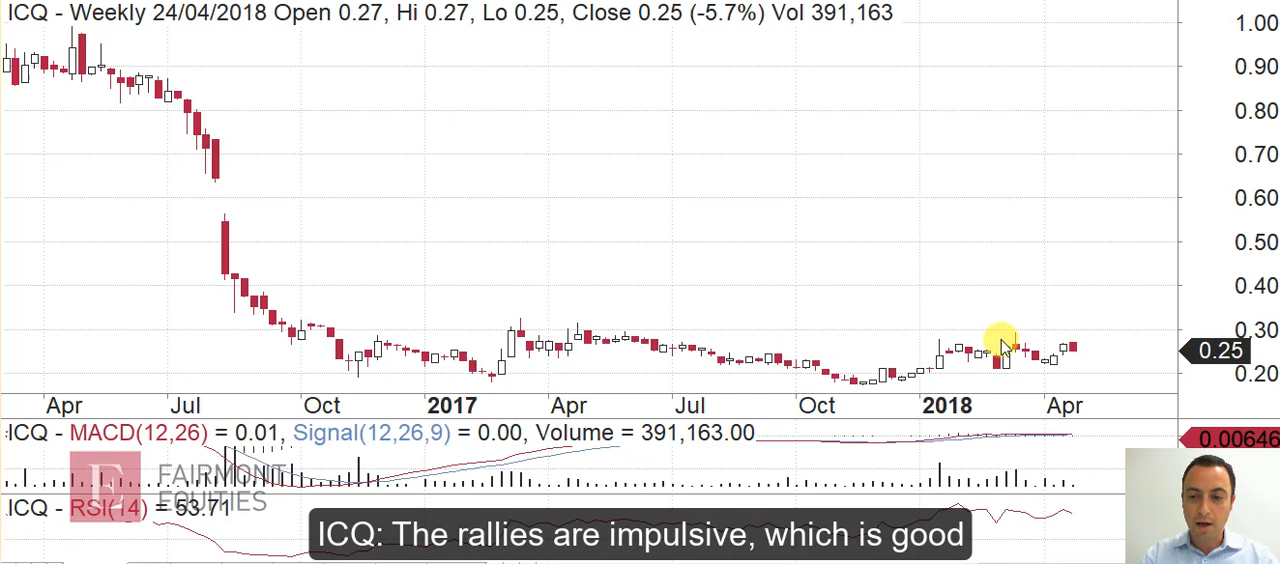 ICQ - Weekly 24/04/2018 Open 0.27, Hi 0.27, Lo 0.25, Close 0.25 (-5.7%) Vol 391,163
1.00
0.90
0.80
0.70
0.60
0.50
0.40
0.30
0.25
0.20
Apr Jul Oct 2017 Apr Jul Oct 2018 Apr
ICQ - MACD(12,26) = 0.01, Signal(12,26,9) = 0.00, Volume = 391,163.00
0.00646
E FAIRMONT
EQUITIES
ICQ - RSI(14) = 53.71
ICQ: The rallies are impulsive, which is good